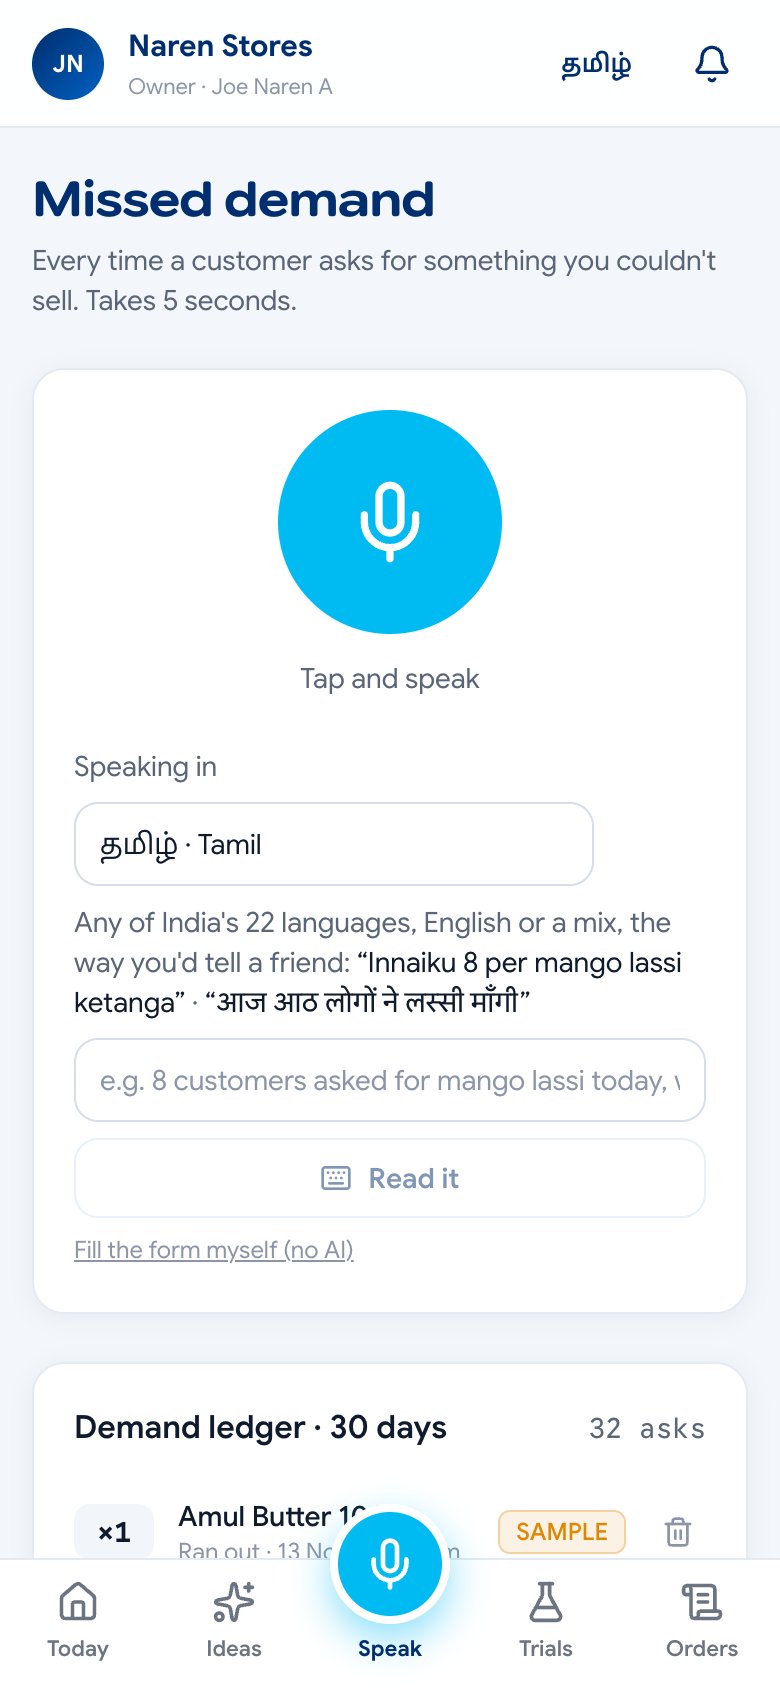 JN
Naren Stores
Owner · Joe Naren A
தமிழ்
Missed demand
Every time a customer asks for something you couldn't
sell. Takes 5 seconds.
Tap and speak
Speaking in
தமிழ் · Tamil
Any of India's 22 languages, English or a mix, the
way you'd tell a friend: “Innaiku 8 per mango lassi
ketanga” · “आज आठ लोगों ने लस्सी माँगी”
e.g. 8 customers asked for mango lassi today,
Read it
Fill the form myself (no AI)
Demand ledger · 30 days
32 asks
×1
Amul Butter
SAMPLE
Ran out · 13
Today
Ideas
Speak
Trials
Orders